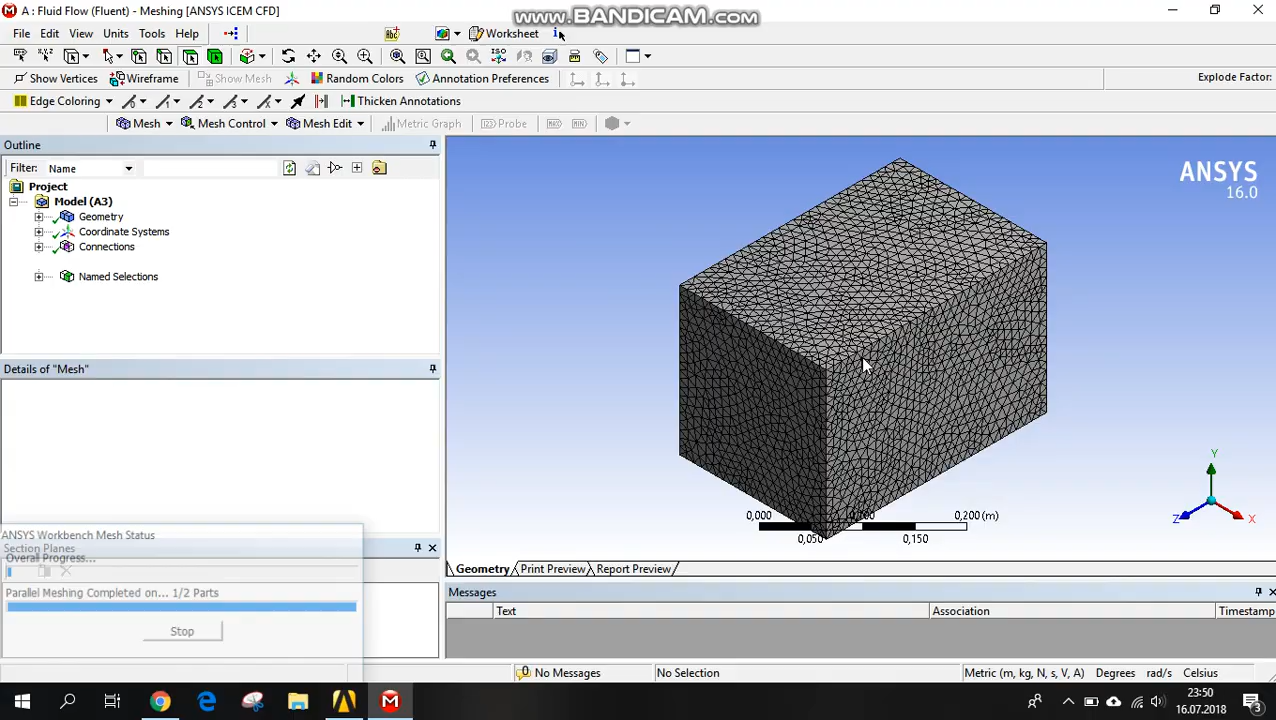 A : Fluid Flow (Fluent) - Meshing [ANSYS ICEM CFD]
www.BANDICAM.com
File Edit View Units Tools Help Worksheet
Show Vertices Wireframe Show Mesh Random Colors Annotation Preferences Explode Factor:
Edge Coloring Thicken Annotations
Mesh Mesh Control Mesh Edit Metric Graph Probe
Outline
Filter: Name
Project
Model (A3)
Geometry
Coordinate Systems
Connections
Named Selections
Details of "Mesh"
ANSYS Workbench Mesh Status
Section Planes
Overall Progress...
Parallel Meshing Completed on... 1/2 Parts
Stop
ANSYS
16.0
Y
Z
X
0,000
0,200 (m)
0,050
0,150
Geometry Print Preview Report Preview
Messages
Text Association Timestamp
No Messages No Selection Metric (m, kg, N, s, V, A) Degrees rad/s Celsius
23:50
16.07.2018
3